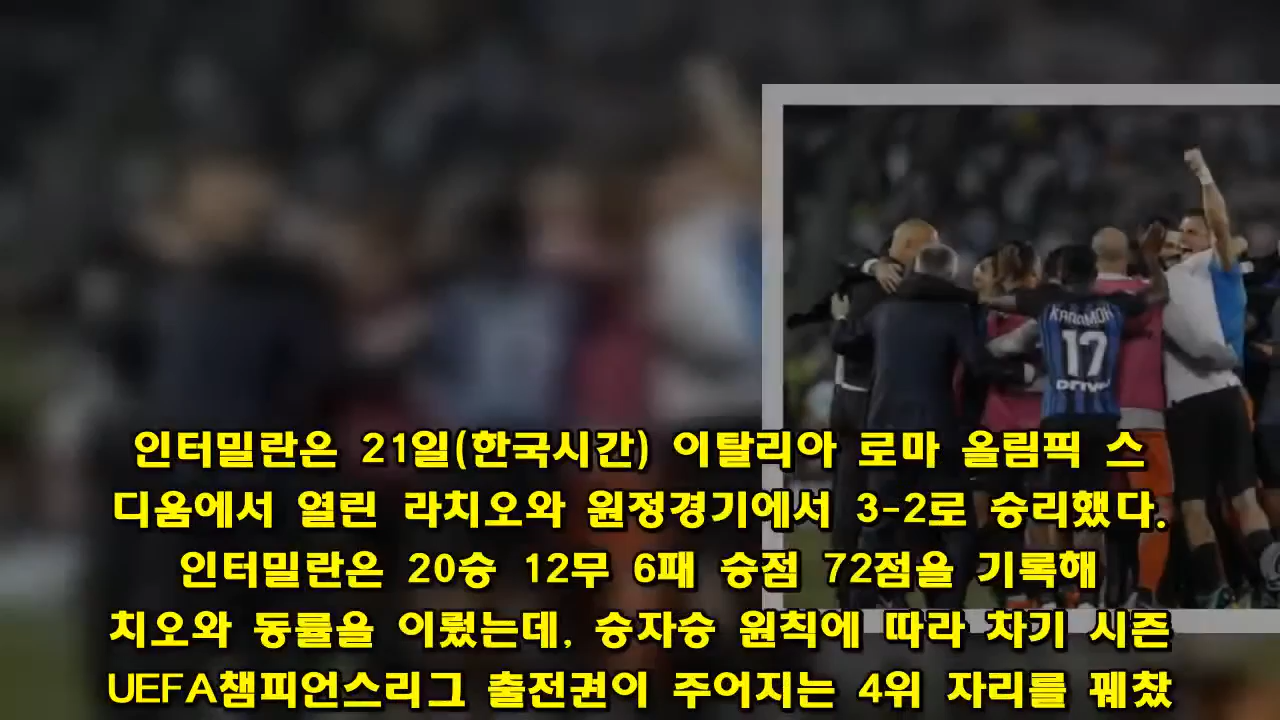 KARAMOH
17
인터밀란은 21일(한국시간) 이탈리아 로마 올림픽 스
디움에서 열린 라치오와 원정경기에서 3-2로 승리했다.
인터밀란은 20승 12무 6패 승점 72점을 기록해
치오와 동률을 이뤘는데, 승자승 원칙에 따라 차기 시즌
UEFA챔피언스리그 출전권이 주어지는 4위 자리를 꿰찼